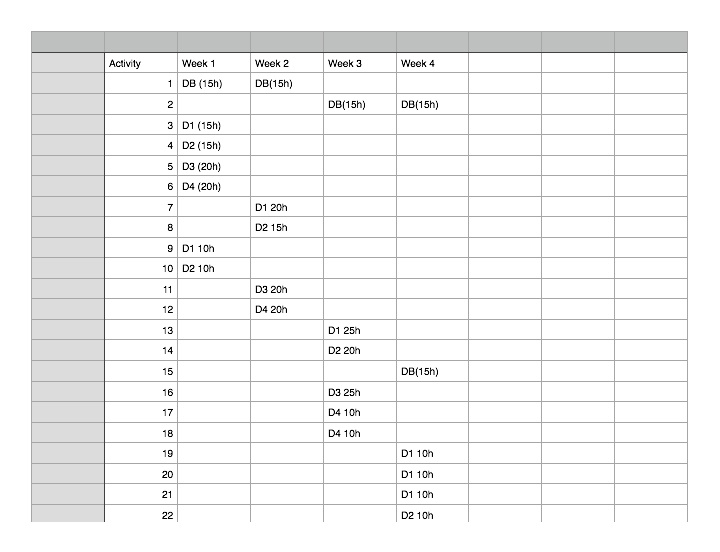 Activity Week 1 Week 2 Week 3 Week 4
1 DB (15h) DB(15h)
2 DB(15h) DB(15h)
3 D1 (15h)
4 D2 (15h)
5 D3 (20h)
6 D4 (20h)
7 D1 20h
8 D2 15h
9 D1 10h
10 D2 10h
11 D3 20h
12 D4 20h
13 D1 25h
14 D2 20h
15 DB(15h)
16 D3 25h
17 D4 10h
18 D4 10h
19 D1 10h
20 D1 10h
21 D1 10h
22 D2 10h